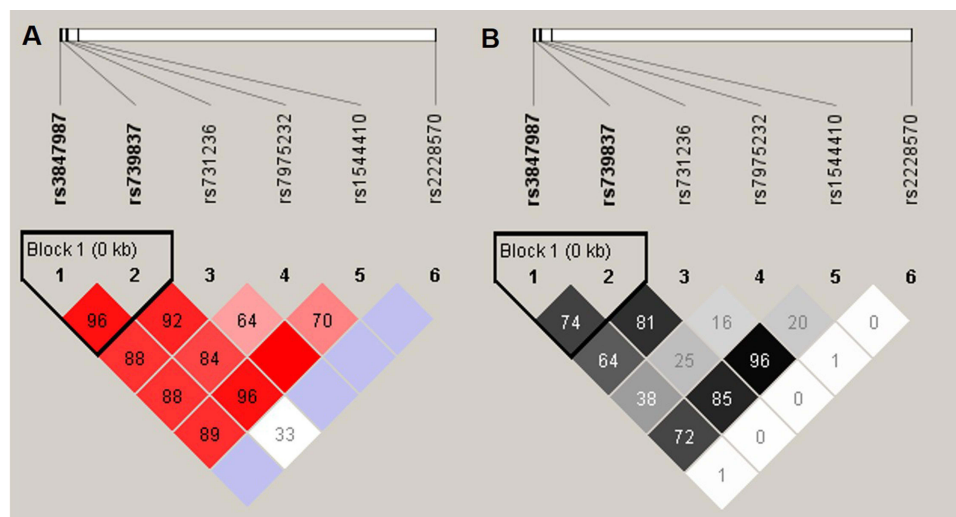 A
rs3847987
rs739837
rs731236
rs7975232
rs1544410
rs2228570
Block 1 (0 kb)
1 2 3 4 5 6
96 92 64 70
88 84
88 96
89 33
B
rs3847987
rs739837
rs731236
rs7975232
rs1544410
rs2228570
Block 1 (0 kb)
1 2 3 4 5 6
74 81 16 20 0
64 25 96 1
38 85 0
72 0
1